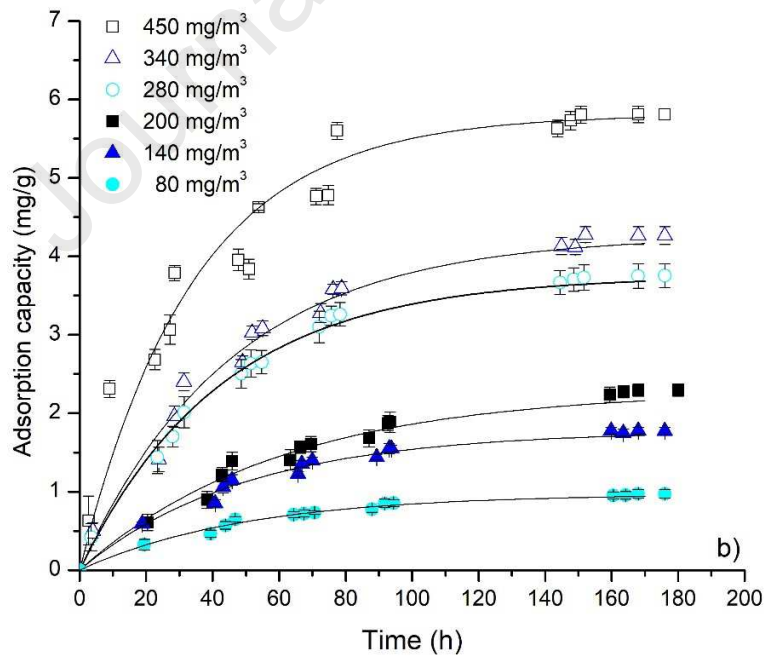 Journa
7
6
5
4
3
2
1
0
Adsorption capacity (mg/g)
450 mg/m³
340 mg/m³
280 mg/m³
200 mg/m³
140 mg/m³
80 mg/m³
b)
0 20 40 60 80 100 120 140 160 180 200
Time (h)